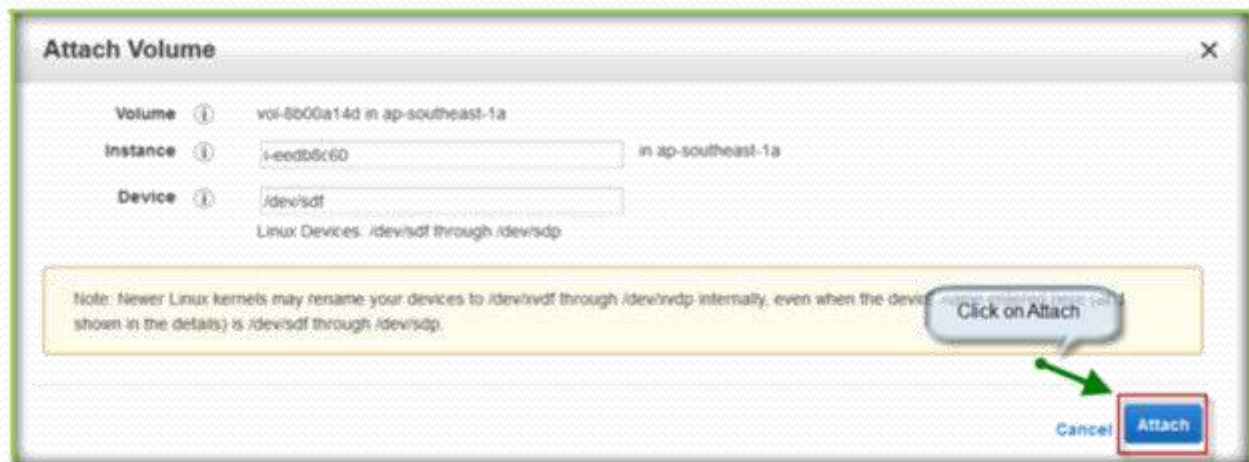 Attach Volume
Volume vol-8b00a14d in ap-southeast-1a
Instance i-eedb8c60 in ap-southeast-1a
Device /dev/sdf
Linux Devices: /dev/sdf through /dev/sdp
Note: Newer Linux kernels may rename your devices to /dev/xvdf through /dev/xvdp internally, even when the device
shown in the details) is /dev/sdf through /dev/sdp.
Click on Attach
Cancel Attach